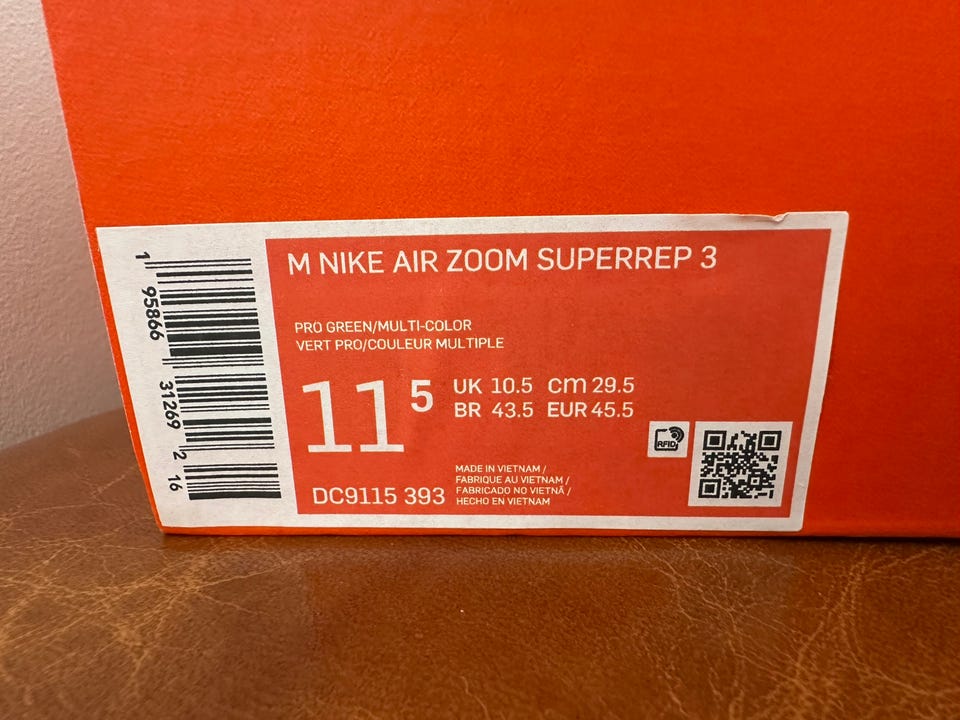 M NIKE AIR ZOOM SUPERREP 3
PRO GREEN/MULTI-COLOR
VERT PRO/COULEUR MULTIPLE
11 5
UK 10.5 cm 29.5
BR 43.5 EUR 45.5
RFID
DC9115 393
MADE IN VIETNAM /
FABRIQUE AU VIETNAM /
FABRICADO NO VIETNÃ /
HECHO EN VIETNAM
1 95866 31269 2 16